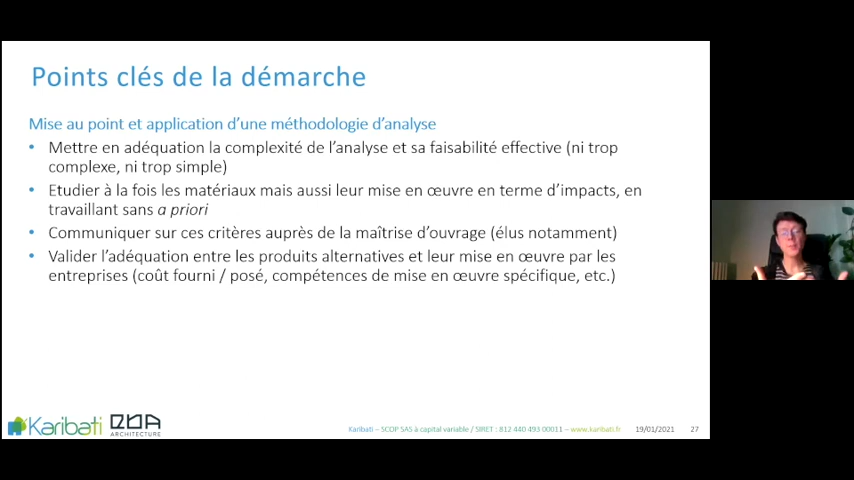 Points clés de la démarche
Mise au point et application d'une méthodologie d'analyse
• Mettre en adéquation la complexité de l'analyse et sa faisabilité effective (ni trop
complexe, ni trop simple)
• Etudier à la fois les matériaux mais aussi leur mise en œuvre en terme d'impacts, en
travaillant sans a priori
• Communiquer sur ces critères auprès de la maîtrise d'ouvrage (élus notamment)
• Valider l'adéquation entre les produits alternatives et leur mise en œuvre par les
entreprises (coût fourni / posé, compétences de mise en œuvre spécifique, etc.)
Karibati
ARCHITECTURE
Karibati – SCOP SAS à capital variable / SIRET : 812 440 493 00011 – www.karibati.fr
19/01/2021
27